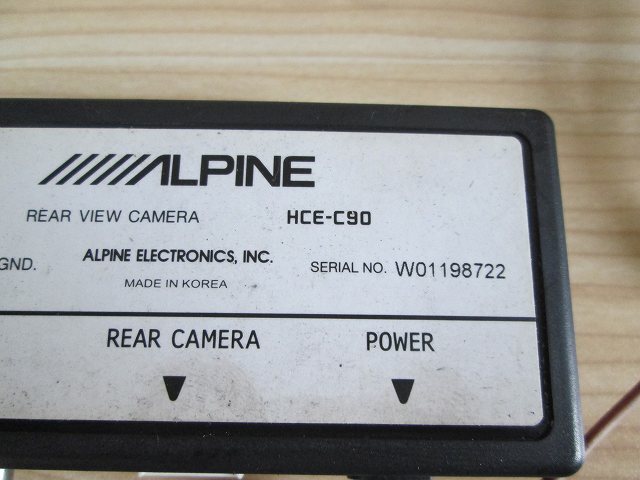 ALPINE
REAR VIEW CAMERA HCE-C90
GND. ALPINE ELECTRONICS, INC. SERIAL NO. W01198722
MADE IN KOREA
REAR CAMERA POWER